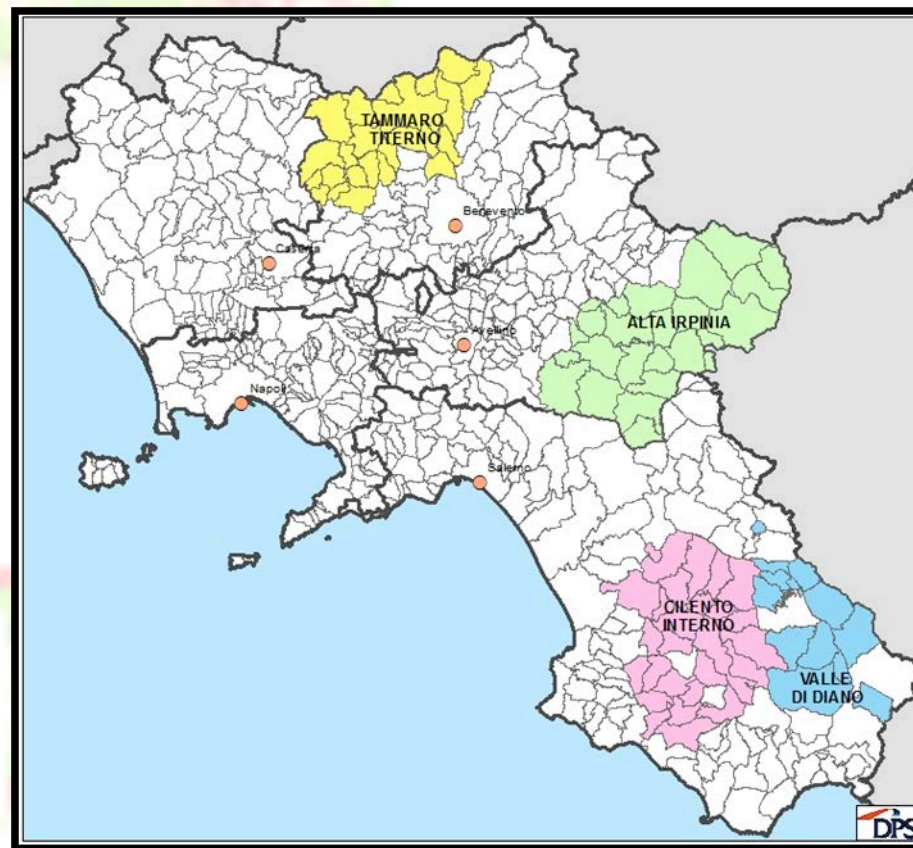 TAMMARO
TITERNO
Benevento
Caserta
ALTA IRPINIA
Avellino
Napoli
Salerno
CILENTO
INTERNO
VALLE
DI DIANO
DPS